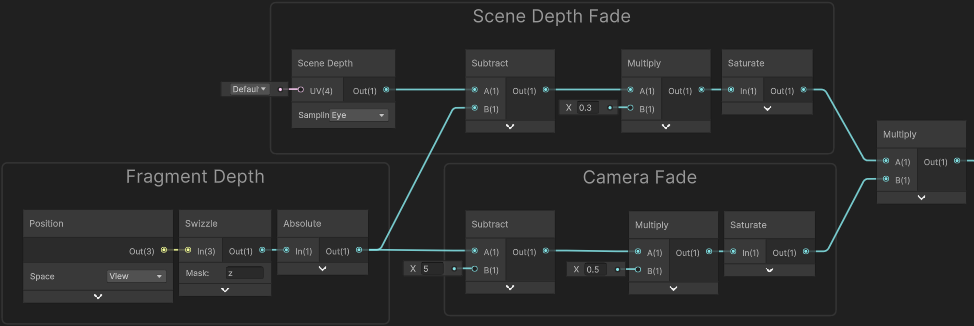 Scene Depth Fade
Scene Depth
Subtract
Multiply
Saturate
Defaul
UV(4) Out(1)
A(1) Out(1)
B(1)
X 0.3
A(1) Out(1)
B(1)
In(1) Out(1)
Samplin Eye
Multiply
A(1) Out(1)
B(1)
Fragment Depth
Position
Swizzle
Absolute
Out(3)
In(3) Out(1)
In(1) Out(1)
Space View
Mask: z
Camera Fade
Subtract
Multiply
Saturate
A(1) Out(1)
X 5
B(1)
A(1) Out(1)
X 0.5
B(1)
In(1) Out(1)